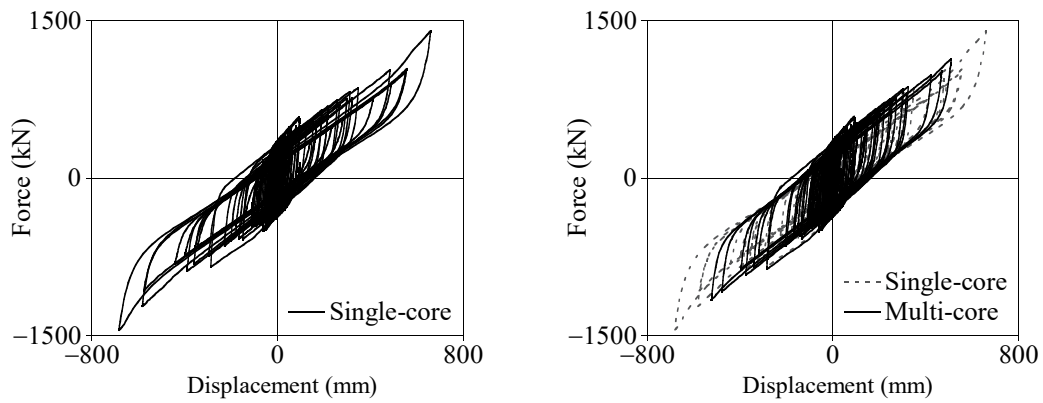 1500
0
−1500
Force (kN)
−800
0
800
Displacement (mm)
Single-core
1500
0
−1500
Force (kN)
−800
0
800
Displacement (mm)
Single-core
Multi-core